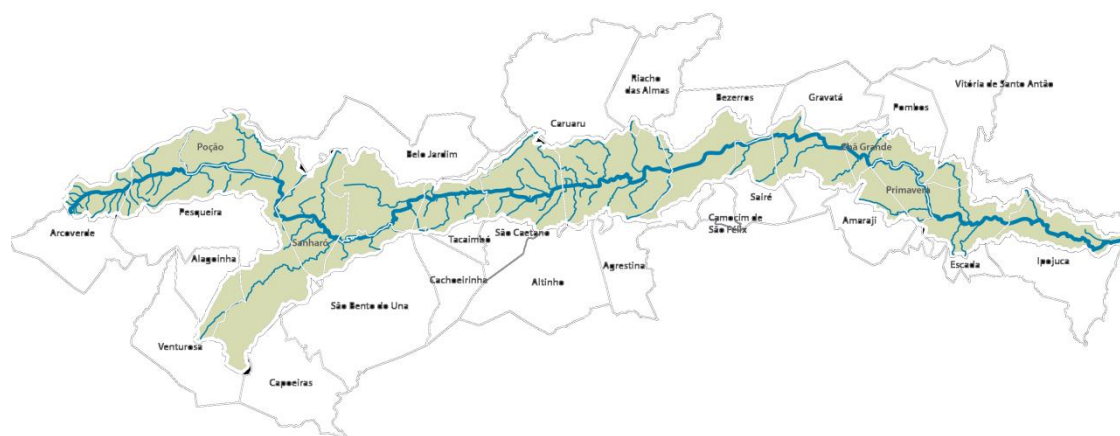 Riacho
das Almas
Vitória de Santo Antão
Bezerros
Gravatá
Pombos
Caruaru
Poção
Belo Jardim
Chã Grande
Primavera
Pesqueira
Sairé
Arcoverde
Camocim de
São Félix
Amaraji
São Caetano
Tacaimbó
Sanharó
Alagoinha
Agrestina
Escada
Ipojuca
Cachoeirinha
Altinho
São Bento do Una
Venturosa
Capoeiras